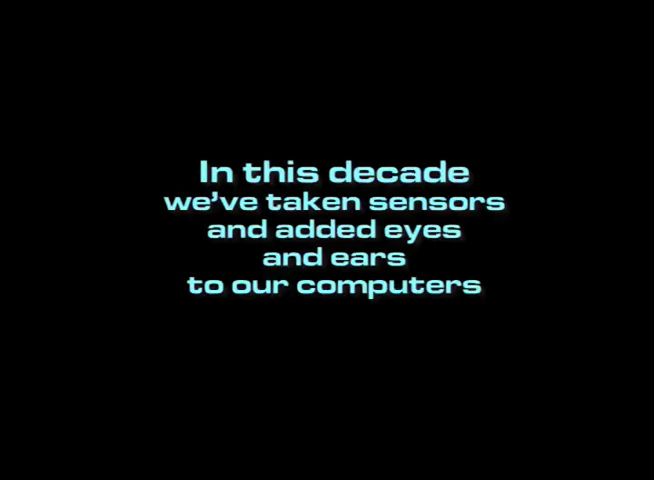 In this decade
we've taken sensors
and added eyes
and ears
to our computers